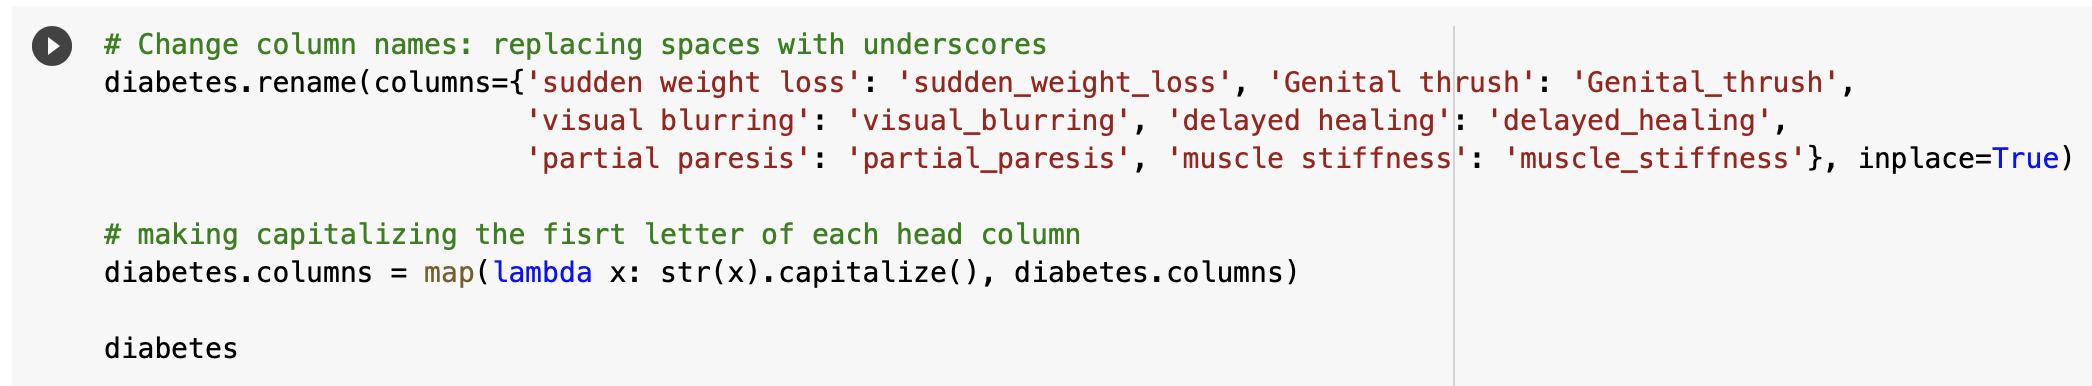 # Change column names: replacing spaces with underscores
diabetes.rename(columns={'sudden weight loss': 'sudden_weight_loss', 'Genital thrush': 'Genital_thrush',
                         'visual blurring': 'visual_blurring', 'delayed healing': 'delayed_healing',
                         'partial paresis': 'partial_paresis', 'muscle stiffness': 'muscle_stiffness'}, inplace=True)
# making capitalizing the fisrt letter of each head column
diabetes.columns = map(lambda x: str(x).capitalize(), diabetes.columns)
diabetes